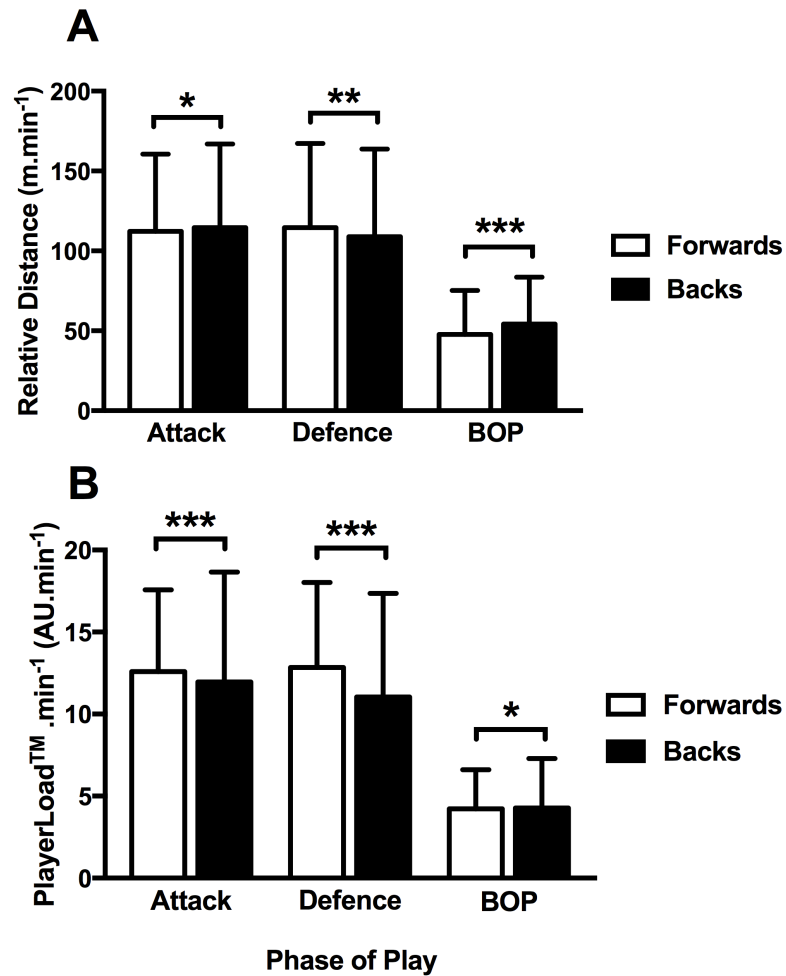 A
Relative Distance (m.min-1)
200
150
100
50
0
*
**
***
Attack Defence BOP
Forwards
Backs
B
PlayerLoad™ .min-1 (AU.min-1)
20
15
10
5
0
***
***
*
Attack Defence BOP
Forwards
Backs
Phase of Play